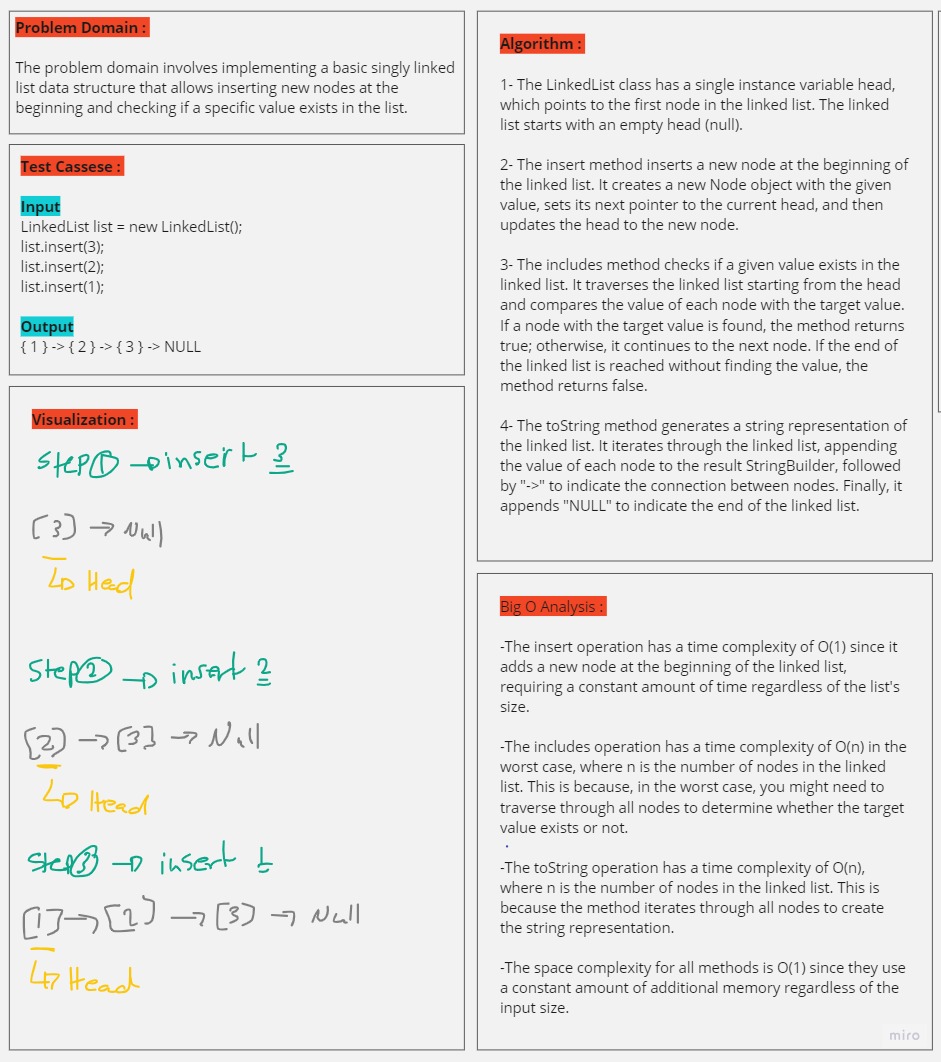 Problem Domain :
The problem domain involves implementing a basic singly linked
list data structure that allows inserting new nodes at the
beginning and checking if a specific value exists in the list.
Test Cassese :
Input
LinkedList list = new LinkedList();
list.insert(3);
list.insert(2);
list.insert(1);
Output
{ 1 } -> { 2 } -> { 3 } -> NULL
Visualization :
Step① → insert 3
[3] → Null
↳ Head
Step② → insert 2
[2] → [3] → Null
↳ Head
Step③ → insert 1
[1] → [2] → [3] → Null
↳ Head
Algorithm :
1- The LinkedList class has a single instance variable head,
which points to the first node in the linked list. The linked
list starts with an empty head (null).
2- The insert method inserts a new node at the beginning of
the linked list. It creates a new Node object with the given
value, sets its next pointer to the current head, and then
updates the head to the new node.
3- The includes method checks if a given value exists in the
linked list. It traverses the linked list starting from the head
and compares the value of each node with the target value.
If a node with the target value is found, the method returns
true; otherwise, it continues to the next node. If the end of
the linked list is reached without finding the value, the
method returns false.
4- The toString method generates a string representation of
the linked list. It iterates through the linked list, appending
the value of each node to the result StringBuilder, followed
by "->" to indicate the connection between nodes. Finally, it
appends "NULL" to indicate the end of the linked list.
Big O Analysis :
-The insert operation has a time complexity of O(1) since it
adds a new node at the beginning of the linked list,
requiring a constant amount of time regardless of the list's
size.
-The includes operation has a time complexity of O(n) in the
worst case, where n is the number of nodes in the linked
list. This is because, in the worst case, you might need to
traverse through all nodes to determine whether the target
value exists or not.
-The toString operation has a time complexity of O(n),
where n is the number of nodes in the linked list. This is
because the method iterates through all nodes to create
the string representation.
-The space complexity for all methods is O(1) since they use
a constant amount of additional memory regardless of the
input size.
miro